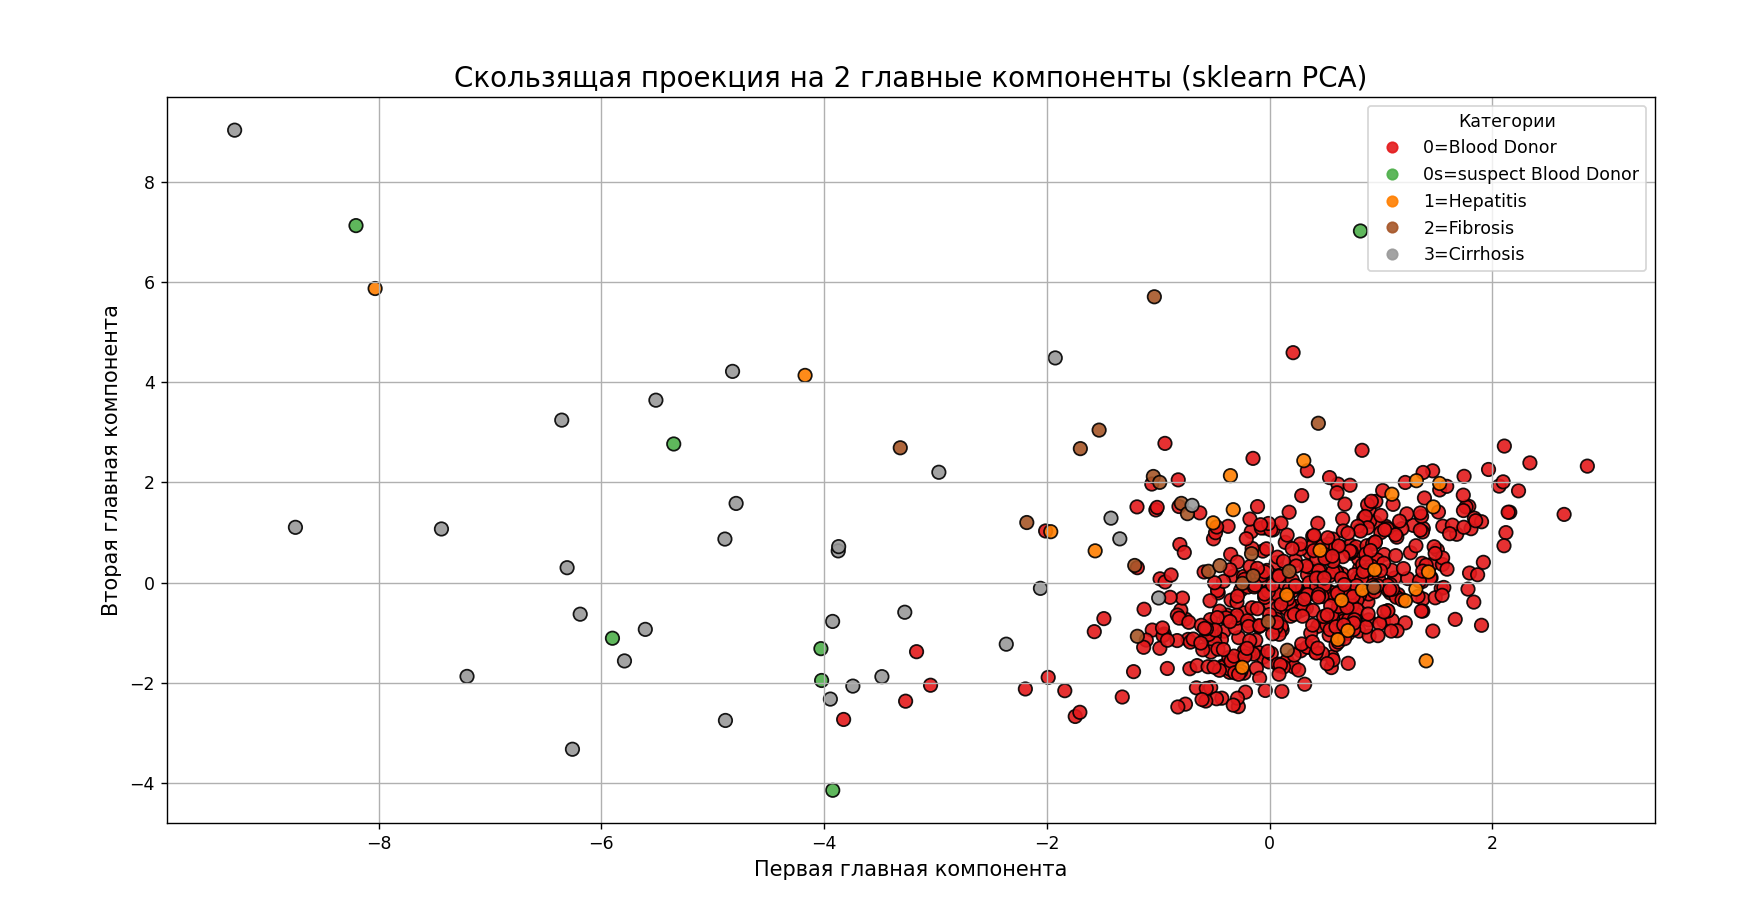 Скользящая проекция на 2 главные компоненты (sklearn PCA)
Категории
0=Blood Donor
0s=suspect Blood Donor
1=Hepatitis
2=Fibrosis
3=Cirrhosis
Вторая главная компонента
8
6
4
2
0
−2
−4
−8
−6
−4
−2
0
2
Первая главная компонента